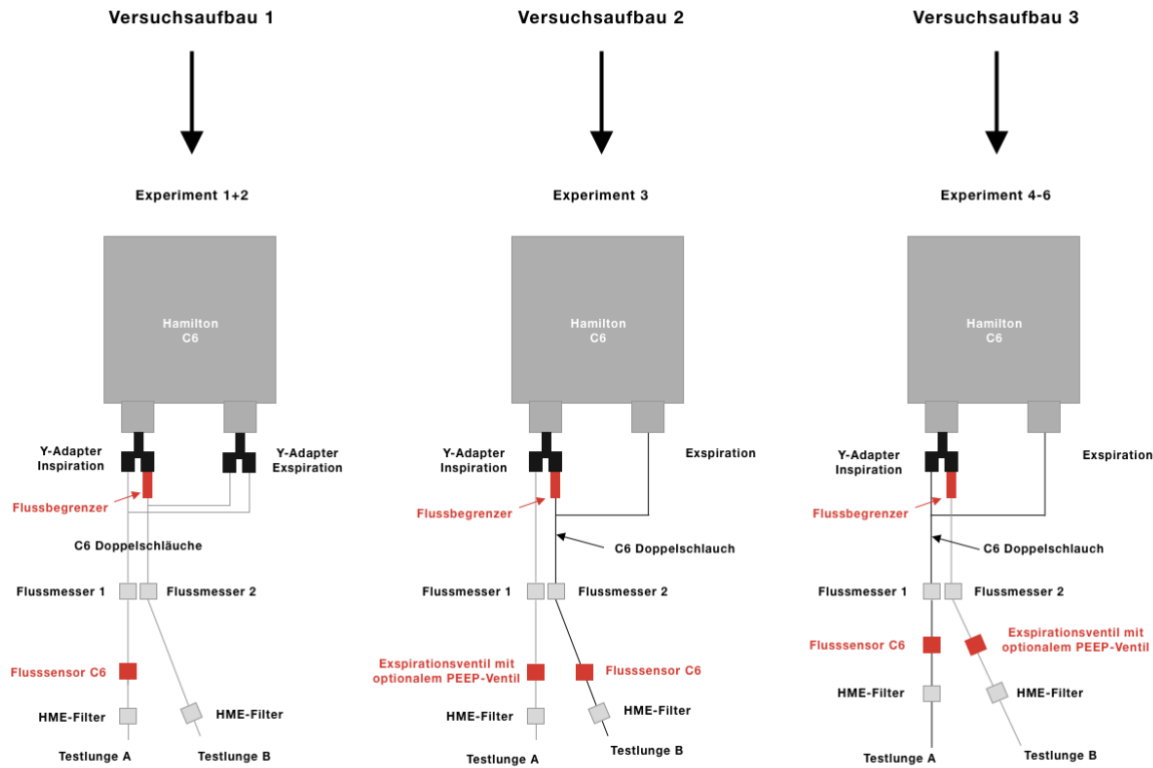 Versuchsaufbau 1
Experiment 1+2
Hamilton
C6
Y-Adapter
Inspiration
Y-Adapter
Exspiration
Flussbegrenzer
C6 Doppelschläuche
Flussmesser 1
Flussmesser 2
Flusssensor C6
HME-Filter
HME-Filter
Testlunge A
Testlunge B
Versuchsaufbau 2
Experiment 3
Hamilton
C6
Y-Adapter
Inspiration
Exspiration
Flussbegrenzer
C6 Doppelschlauch
Flussmesser 1
Flussmesser 2
Exspirationsventil mit
optionalem PEEP-Ventil
Flusssensor C6
HME-Filter
HME-Filter
Testlunge A
Testlunge B
Versuchsaufbau 3
Experiment 4-6
Hamilton
C6
Y-Adapter
Inspiration
Exspiration
Flussbegrenzer
C6 Doppelschlauch
Flussmesser 1
Flussmesser 2
Flusssensor C6
Exspirationsventil mit
optionalem PEEP-Ventil
HME-Filter
HME-Filter
Testlunge A
Testlunge B